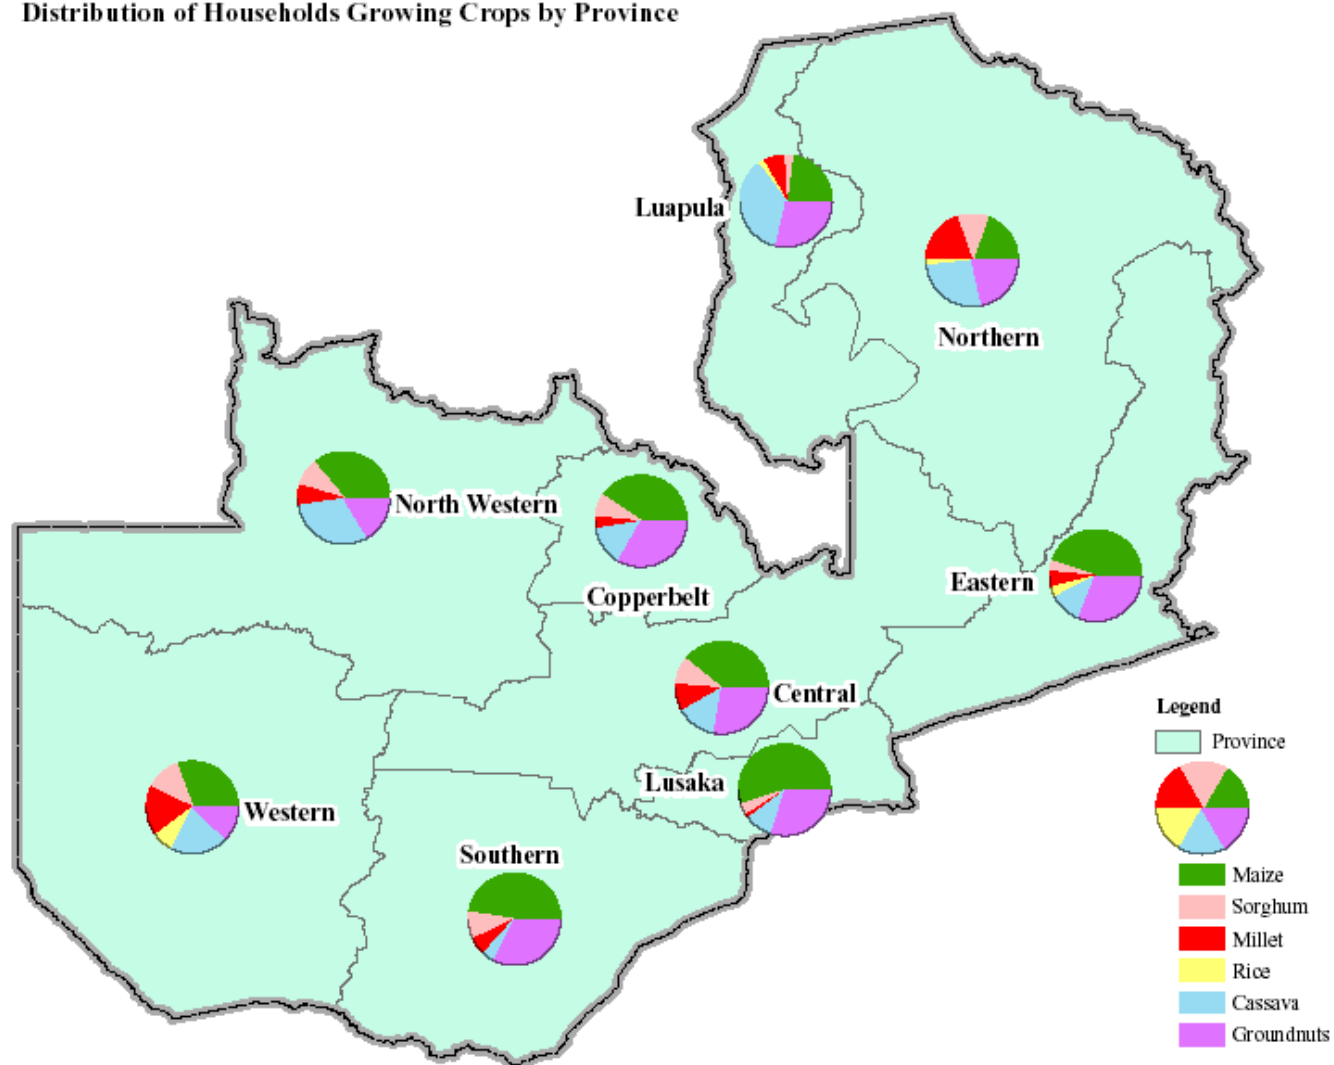 Distribution of Households Growing Crops by Province
Luapula
Northern
North Western
Copperbelt
Eastern
Central
Lusaka
Western
Southern
Legend
Province
Maize
Sorghum
Millet
Rice
Cassava
Groundnuts